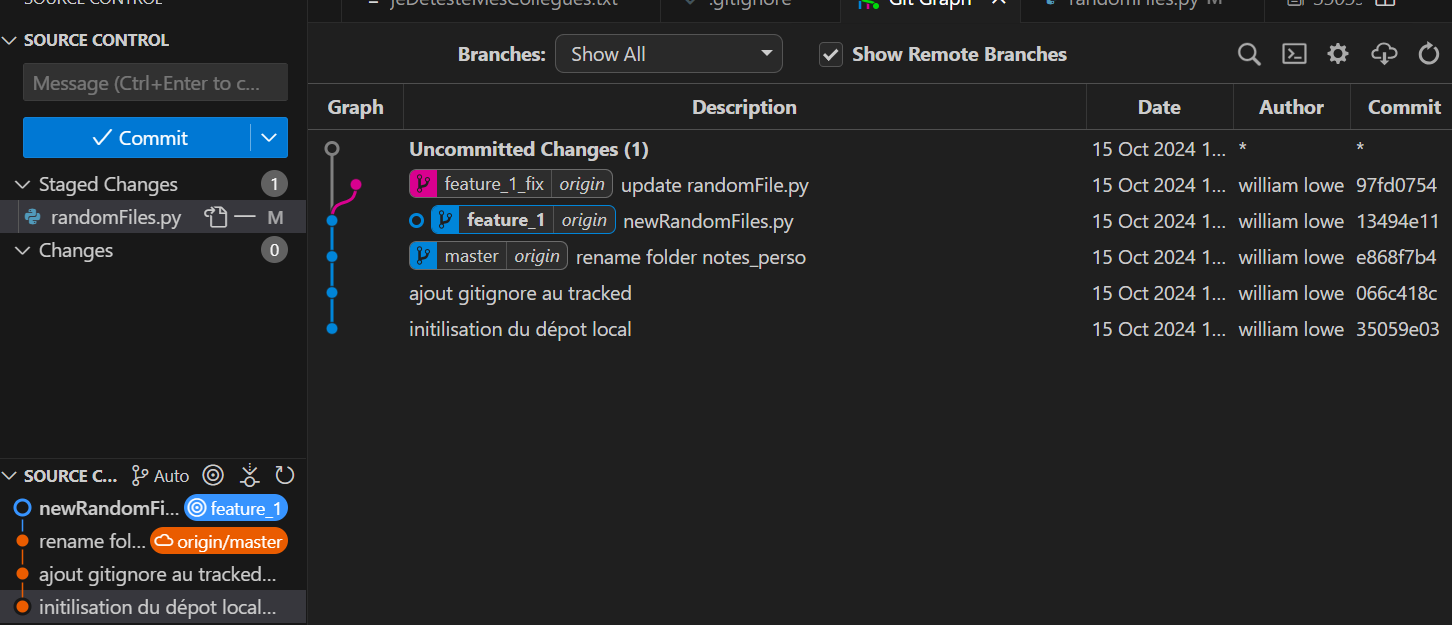 SOURCE CONTROL
jeDetesteMesCollegues.txt
.gitignore
Git Graph
randomFiles.py M
SOURCE CONTROL
Message (Ctrl+Enter to c...
Commit
Staged Changes 1
randomFiles.py M
Changes 0
Branches: Show All Show Remote Branches
Graph Description Date Author Commit
Uncommitted Changes (1) 15 Oct 2024 1... * *
feature_1_fix origin update randomFile.py 15 Oct 2024 1... william lowe 97fd0754
feature_1 origin newRandomFiles.py 15 Oct 2024 1... william lowe 13494e11
master origin rename folder notes_perso 15 Oct 2024 1... william lowe e868f7b4
ajout gitignore au tracked 15 Oct 2024 1... william lowe 066c418c
initilisation du dépot local 15 Oct 2024 1... william lowe 35059e03
SOURCE C... Auto
newRandomFi... feature_1
rename fol... origin/master
ajout gitignore au tracked...
initilisation du dépot local...